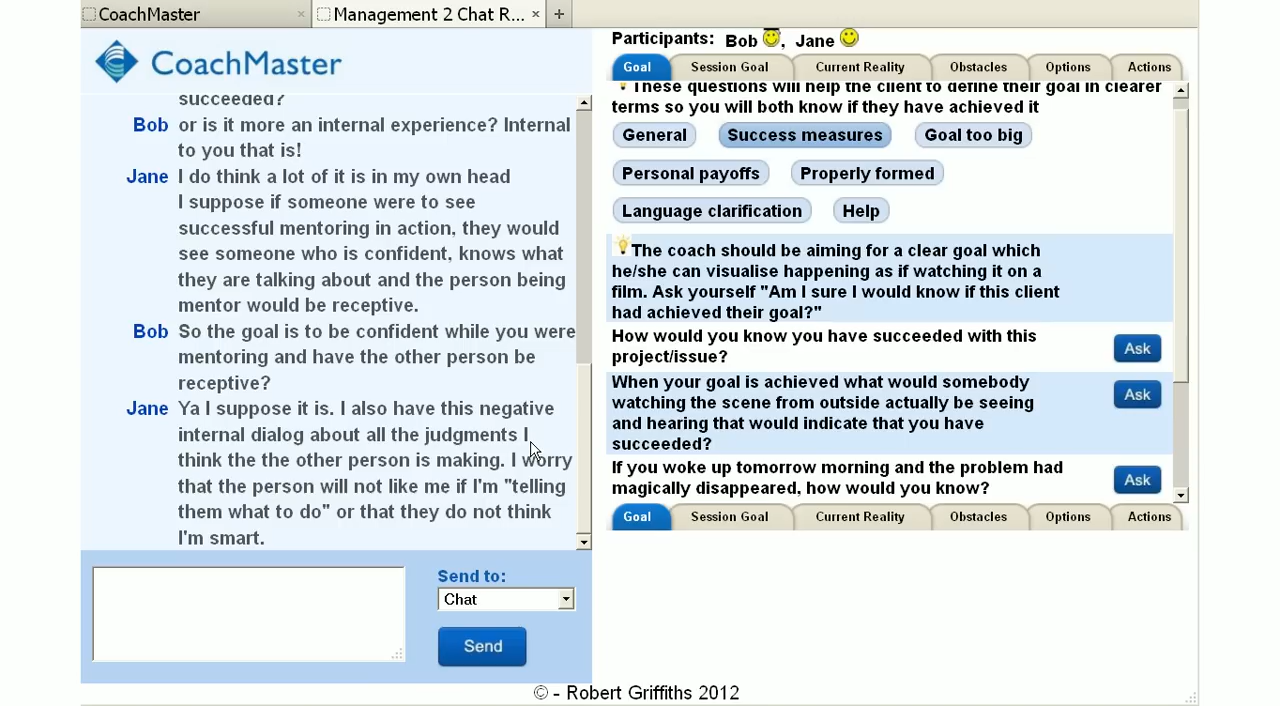 CoachMaster ×
Management 2 Chat R... × +
CoachMaster
succeeded?
Bob or is it more an internal experience? Internal
to you that is!
Jane I do think a lot of it is in my own head
I suppose if someone were to see
successful mentoring in action, they would
see someone who is confident, knows what
they are talking about and the person being
mentor would be receptive.
Bob So the goal is to be confident while you were
mentoring and have the other person be
receptive?
Jane Ya I suppose it is. I also have this negative
internal dialog about all the judgments I
think the the other person is making. I worry
that the person will not like me if I'm "telling
them what to do" or that they do not think
I'm smart.
Send to:
Chat
Send
Participants: Bob , Jane
Goal Session Goal Current Reality Obstacles Options Actions
These questions will help the client to define their goal in clearer
terms so you will both know if they have achieved it
General Success measures Goal too big
Personal payoffs Properly formed
Language clarification Help
The coach should be aiming for a clear goal which
he/she can visualise happening as if watching it on a
film. Ask yourself "Am I sure I would know if this client
had achieved their goal?"
How would you know you have succeeded with this
project/issue?
Ask
When your goal is achieved what would somebody
watching the scene from outside actually be seeing
and hearing that would indicate that you have
succeeded?
Ask
If you woke up tomorrow morning and the problem had
magically disappeared, how would you know?
Ask
Goal Session Goal Current Reality Obstacles Options Actions
© - Robert Griffiths 2012